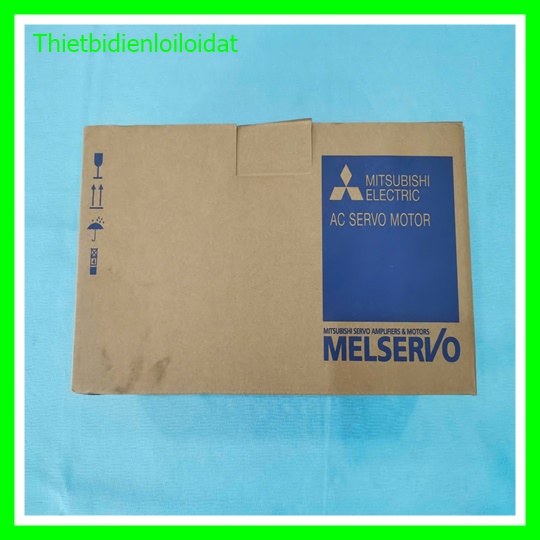 Thietbidienloiloidat
MITSUBISHI
ELECTRIC
AC SERVO MOTOR
MITSUBISHI SERVO AMPLIFIERS & MOTORS
MELSERVO